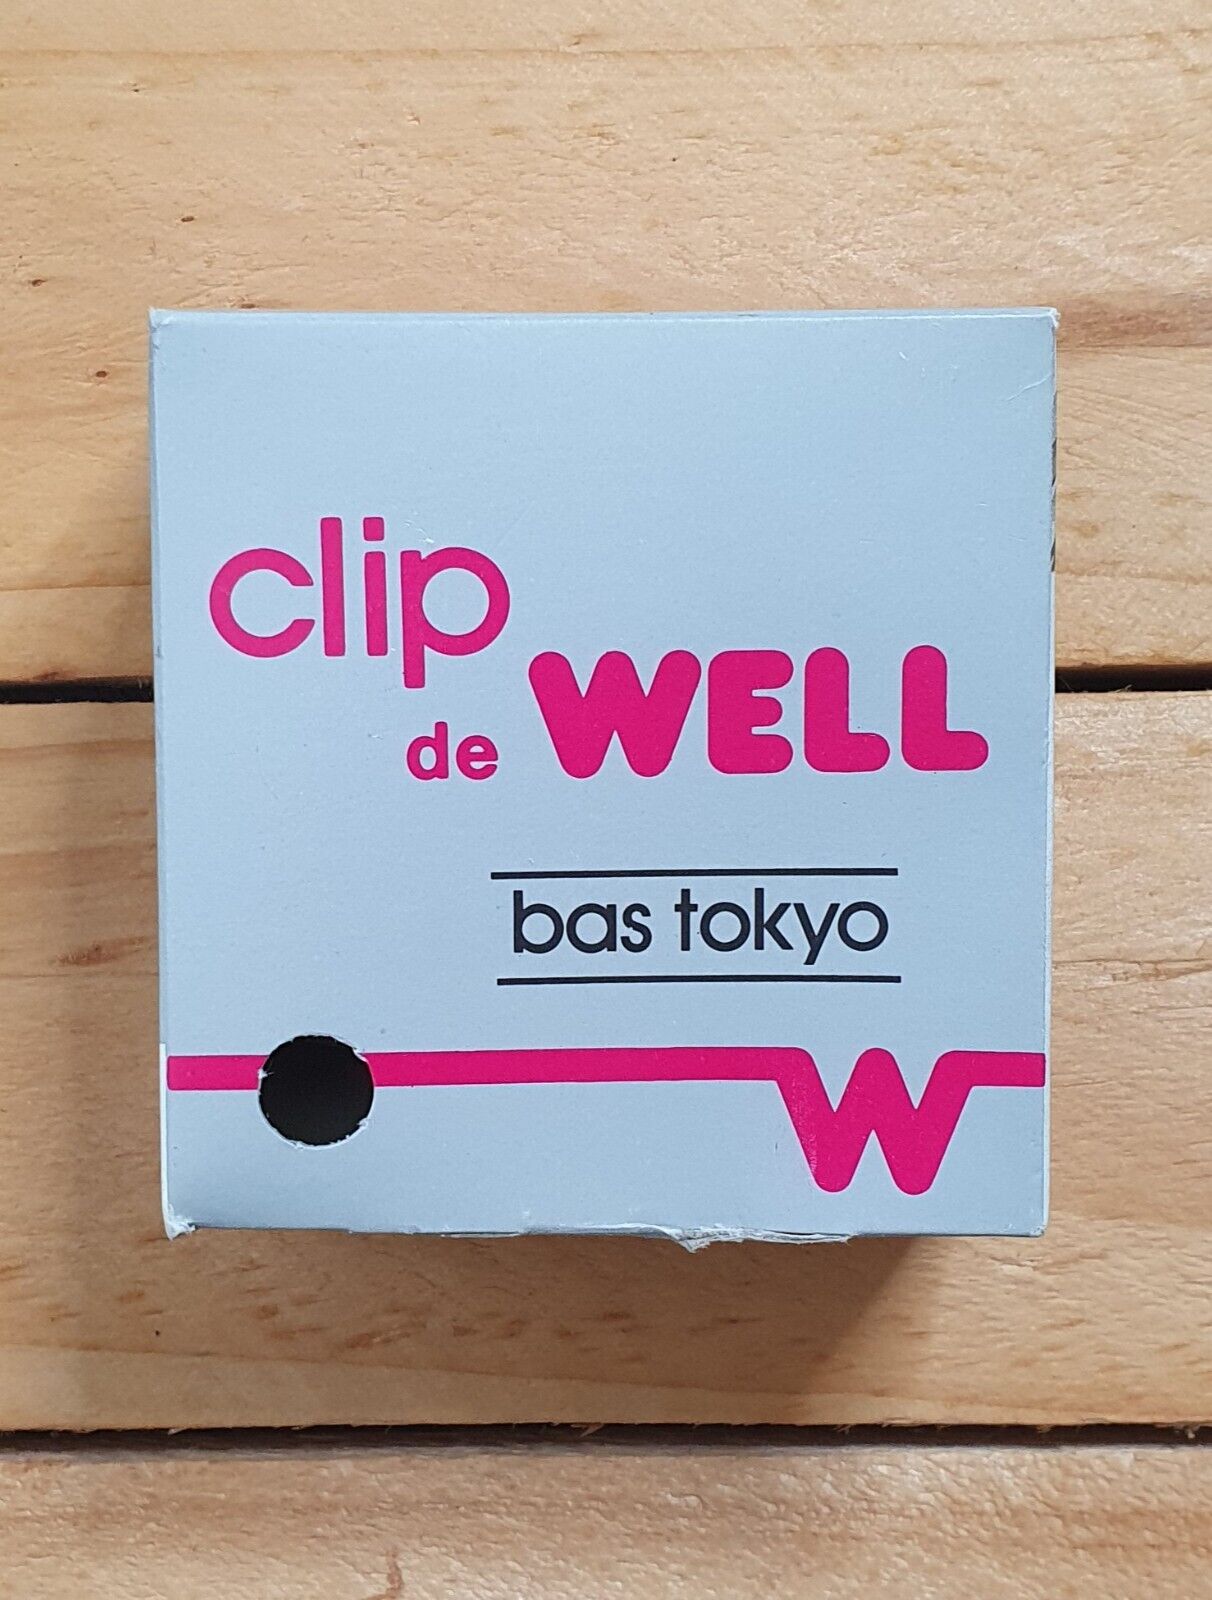 clip
de WELL
bas tokyo
W